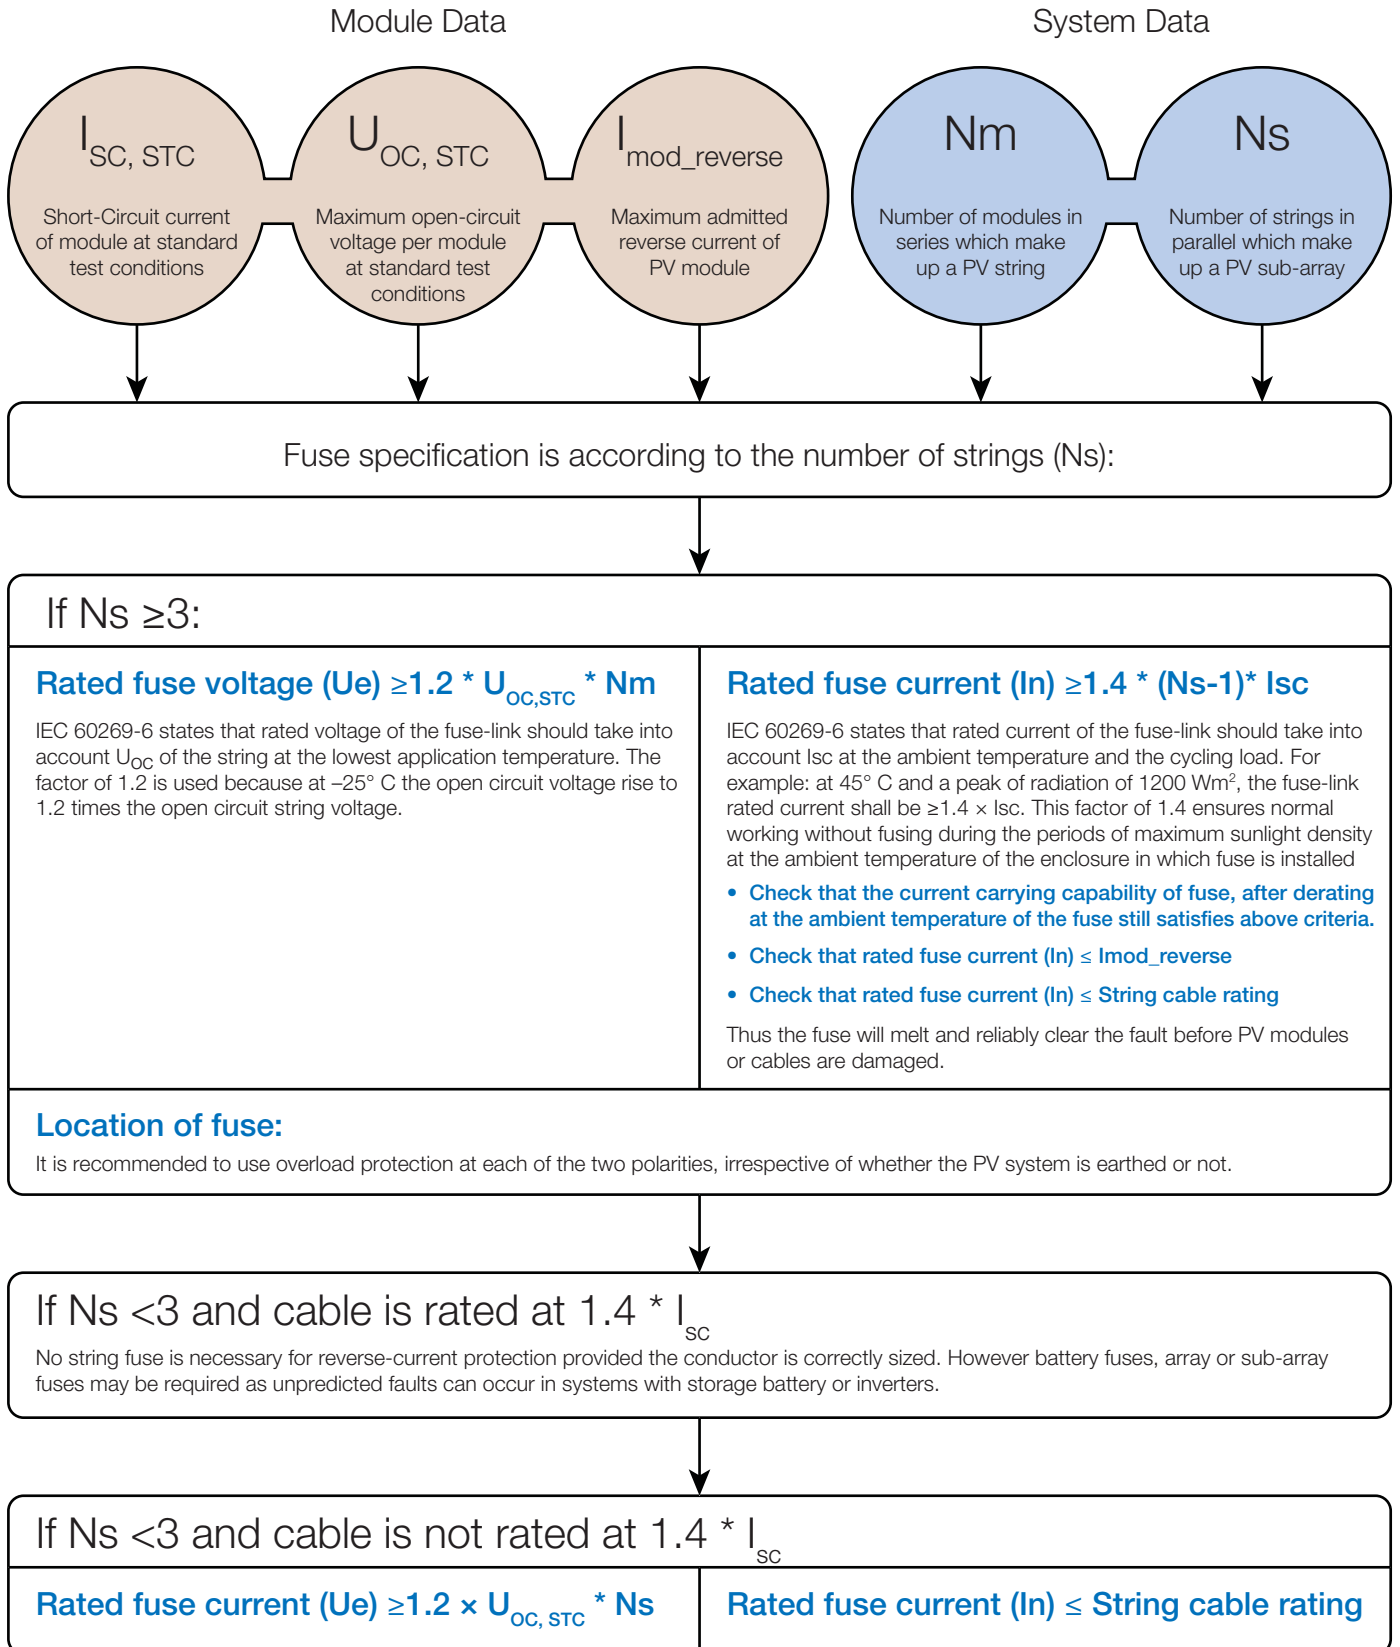 Module Data
System Data
I SC, STC
Short-Circuit current
of module at standard
test conditions
U OC, STC
Maximum open-circuit
voltage per module
at standard test
conditions
I mod_reverse
Maximum admitted
reverse current of
PV module
Nm
Number of modules in
series which make
up a PV string
Ns
Number of strings in
parallel which make
up a PV sub-array
Fuse specification is according to the number of strings (Ns):
If Ns ≥3:
Rated fuse voltage (Ue) ≥1.2 * U OC,STC * Nm
IEC 60269-6 states that rated voltage of the fuse-link should take into
account UOC of the string at the lowest application temperature. The
factor of 1.2 is used because at –25° C the open circuit voltage rise to
1.2 times the open circuit string voltage.
Rated fuse current (In) ≥1.4 * (Ns-1)* Isc
IEC 60269-6 states that rated current of the fuse-link should take into
account Isc at the ambient temperature and the cycling load. For
example: at 45° C and a peak of radiation of 1200 Wm², the fuse-link
rated current shall be ≥1.4 × Isc. This factor of 1.4 ensures normal
working without fusing during the periods of maximum sunlight density
at the ambient temperature of the enclosure in which fuse is installed
• Check that the current carrying capability of fuse, after derating
at the ambient temperature of the fuse still satisfies above criteria.
• Check that rated fuse current (In) ≤ Imod_reverse
• Check that rated fuse current (In) ≤ String cable rating
Thus the fuse will melt and reliably clear the fault before PV modules
or cables are damaged.
Location of fuse:
It is recommended to use overload protection at each of the two polarities, irrespective of whether the PV system is earthed or not.
If Ns <3 and cable is rated at 1.4 * I SC
No string fuse is necessary for reverse-current protection provided the conductor is correctly sized. However battery fuses, array or sub-array
fuses may be required as unpredicted faults can occur in systems with storage battery or inverters.
If Ns <3 and cable is not rated at 1.4 * I SC
Rated fuse current (Ue) ≥1.2 × U OC, STC * Ns
Rated fuse current (In) ≤ String cable rating